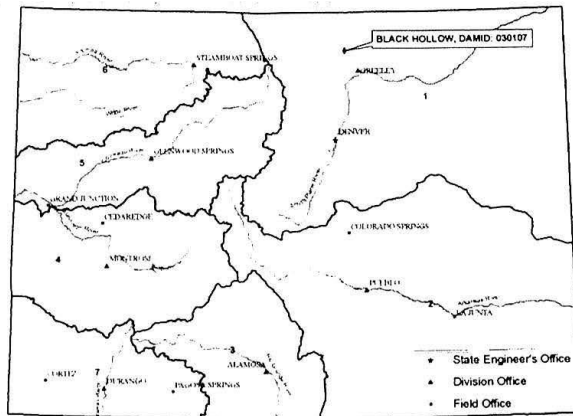 BLACK HOLLOW, DAMID: 030107
STEAMBOAT SPRINGS
GREELEY
6
1
DENVER
5
GLENWOOD SPRINGS
GRAND JUNCTION
CEDAREDGE
COLORADO SPRINGS
4
MONTROSE
PUEBLO
2
LA JUNTA
3
ALAMOSA
CORTEZ
7
DURANGO
PAGOSA SPRINGS
State Engineer's Office
Division Office
Field Office